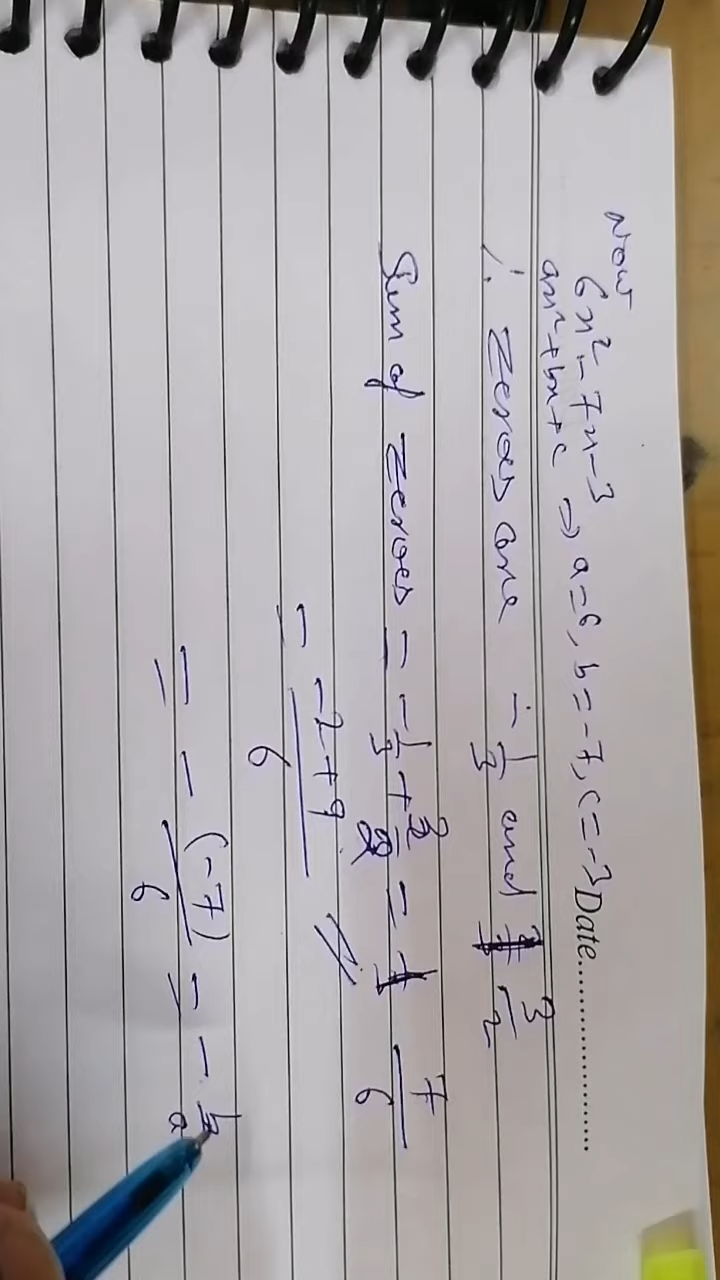 Now
6x² - 7x - 3
ax² + bx + c ⇒ a = 6, b = -7, c = -3
Date
∴ Zeroes are -1/3 and 3/2
Sum of Zeroes = -1/3 + 3/2 = 7/6
= -2+9/6
= -(-7)/6 = -b/a